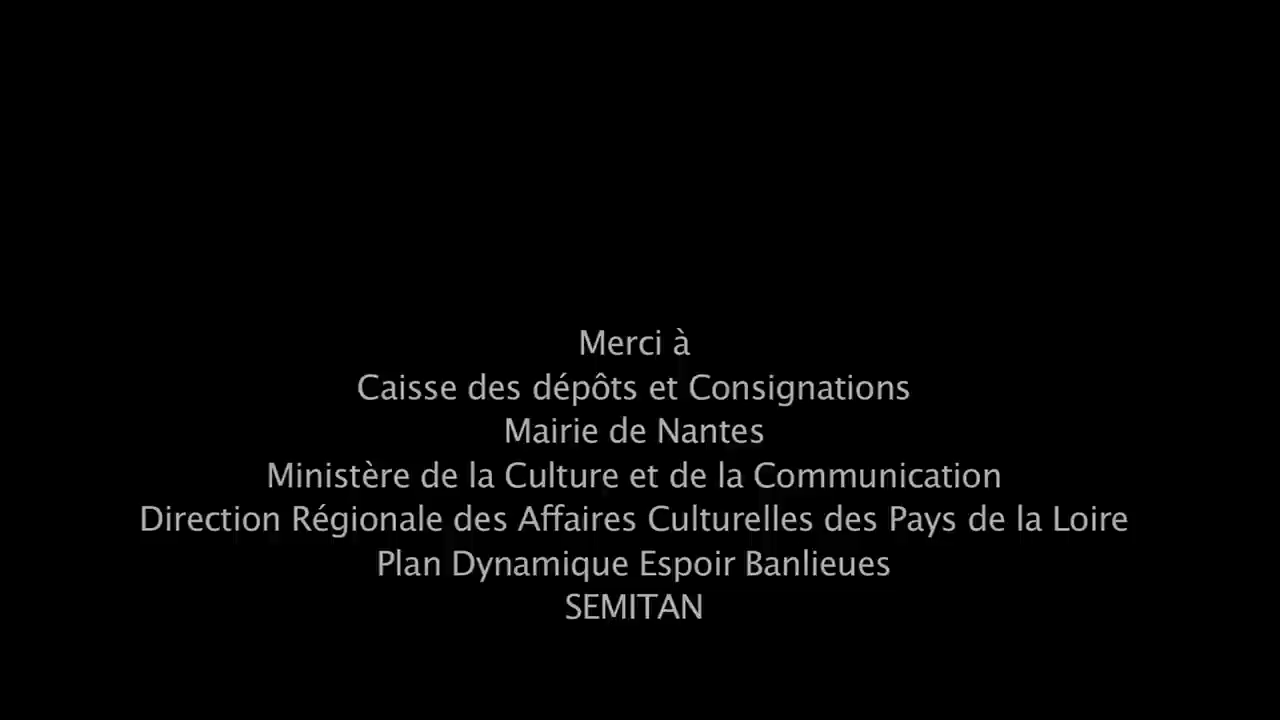 Merci à
Caisse des dépôts et Consignations
Mairie de Nantes
Ministère de la Culture et de la Communication
Direction Régionale des Affaires Culturelles des Pays de la Loire
Plan Dynamique Espoir Banlieues
SEMITAN